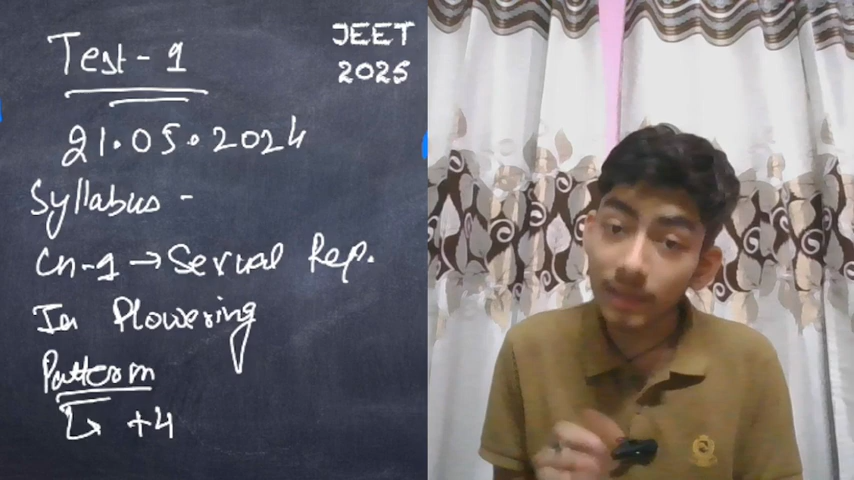 Test - 1
JEET
2025
21.05.2024
Syllabus -
Ch-1 → Sexual Rep.
In Flowering
Pattern
↳ +4